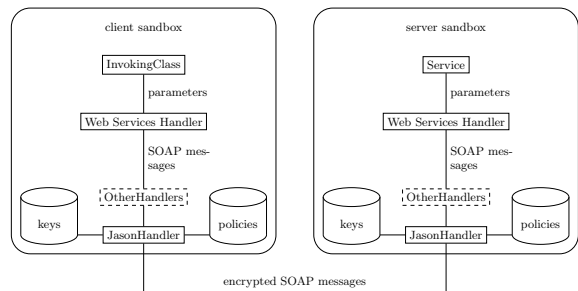 client sandbox
InvokingClass
parameters
Web Services Handler
SOAP mes-
sages
OtherHandlers
keys
policies
JasonHandler
server sandbox
Service
parameters
Web Services Handler
SOAP mes-
sages
OtherHandlers
keys
policies
JasonHandler
encrypted SOAP messages